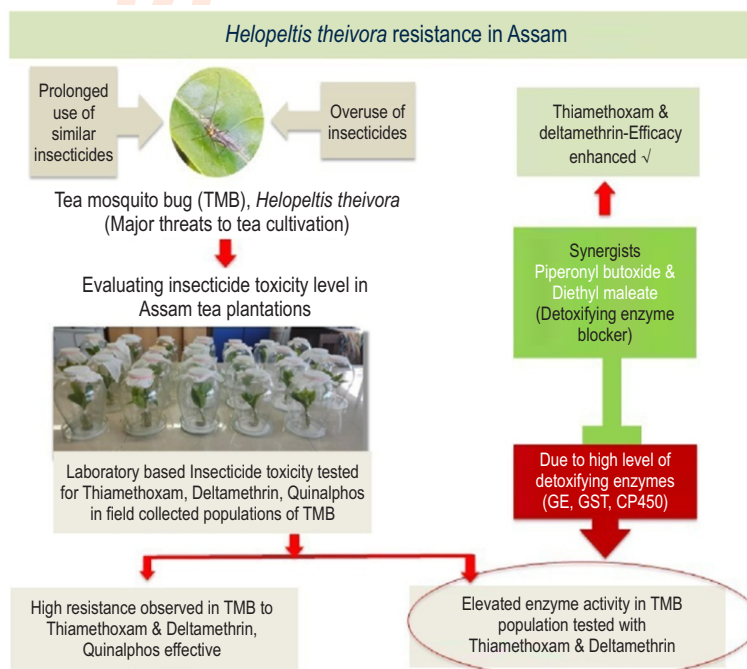 Helopeltis theivora resistance in Assam
Prolonged
use of
similar
insecticides
Overuse of
insecticides
Tea mosquito bug (TMB), Helopeltis theivora
(Major threats to tea cultivation)
Evaluating insecticide toxicity level in
Assam tea plantations
Laboratory based Insecticide toxicity tested
for Thiamethoxam, Deltamethrin, Quinalphos
in field collected populations of TMB
High resistance observed in TMB to
Thiamethoxam & Deltamethrin,
Quinalphos effective
Thiamethoxam &
deltamethrin-Efficacy
enhanced √
Synergists
Piperonyl butoxide &
Diethyl maleate
(Detoxifying enzyme
blocker)
Due to high level of
detoxifying enzymes
(GE, GST, CP450)
Elevated enzyme activity in TMB
population tested with
Thiamethoxam & Deltamethrin